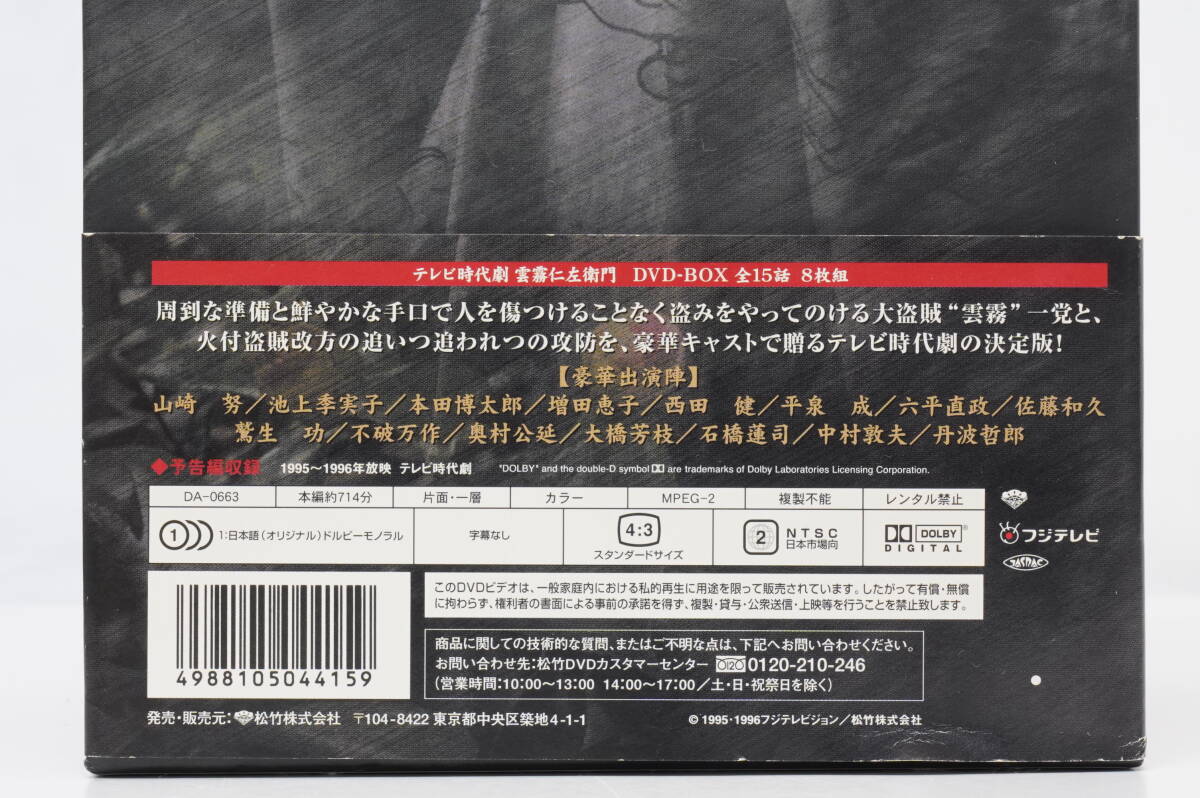 テレビ時代劇 雲霧仁左衛門 DVD-BOX 全15話 8枚組
周到な準備と鮮やかな手口で人を傷つけることなく盗みをやってのける大盗賊“雲霧”一党と、
火付盗賊改方の追いつ追われつの攻防を、豪華キャストで贈るテレビ時代劇の決定版!
【豪華出演陣】
山崎 努/池上季実子/本田博太郎/増田恵子/西田 健/平泉 成/六平直政/佐藤和久
鷲生 功/不破万作/奥村公延/大橋芳枝/石橋蓮司/中村敦夫/丹波哲郎
◆予告編収録 1995~1996年放映 テレビ時代劇 "DOLBY" and the double-D symbol are trademarks of Dolby Laboratories Licensing Corporation.
DA-0663 本編約714分 片面・一層 カラー MPEG-2 複製不能 レンタル禁止
1 1:日本語(オリジナル)ドルビーモノラル 字幕なし 4:3 スタンダードサイズ 2 NTSC 日本市場向 DOLBY DIGITAL
フジテレビ
JASRAC
このDVDビデオは、一般家庭内における私的再生に用途を限って販売されています。したがって有償・無償
に拘わらず、権利者の書面による事前の承諾を得ず、複製・貸与・公衆送信・上映等を行うことを禁止致します。
商品に関しての技術的な質問、またはご不明な点は、下記へお問い合わせください。
お問い合わせ先:松竹DVDカスタマーセンター 0120-210-246
(営業時間:10:00~13:00 14:00~17:00/土・日・祝祭日を除く)
4988105044159
発売・販売元:松竹株式会社 〒104-8422 東京都中央区築地4-1-1 © 1995・1996フジテレビジョン/松竹株式会社